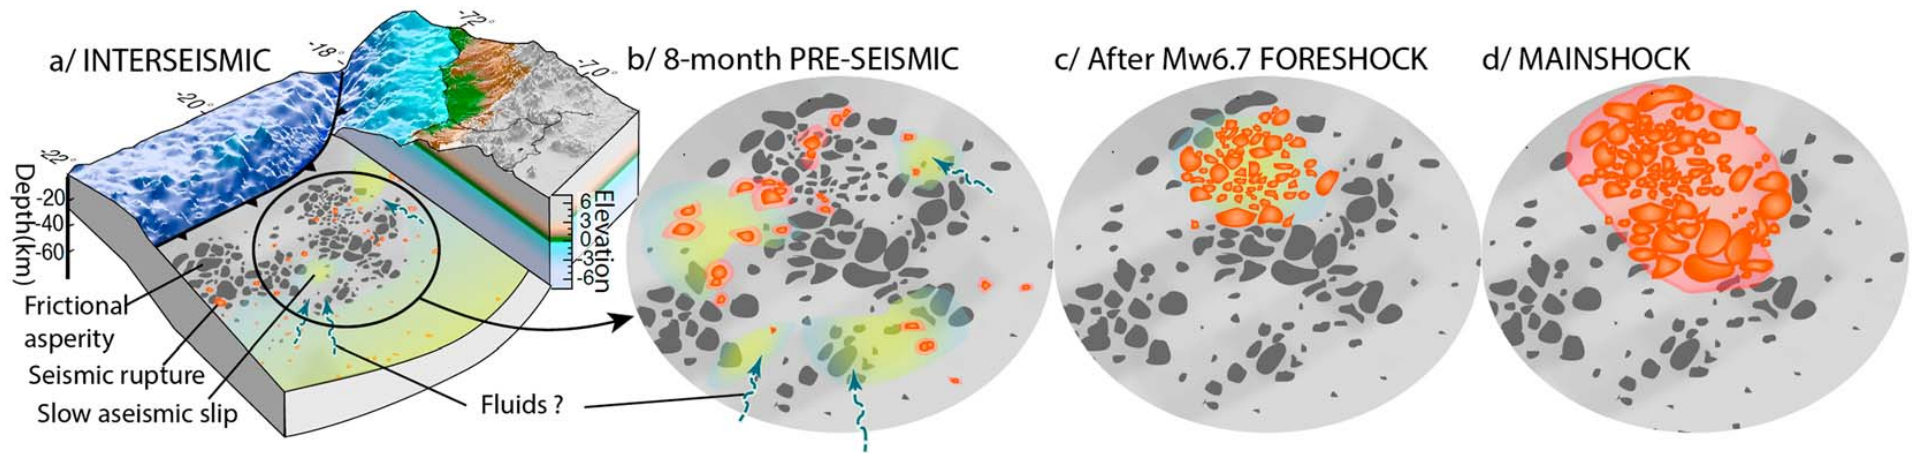 a/ INTERSEISMIC
b/ 8-month PRE-SEISMIC
c/ After Mw6.7 FORESHOCK
d/ MAINSHOCK
-72°
-18°
-70°
-20°
-22°
Depth(km)
-20
-40
-60
Elevation
6
3
0
-3
-6
Frictional
asperity
Seismic rupture
Slow aseismic slip
Fluids ?